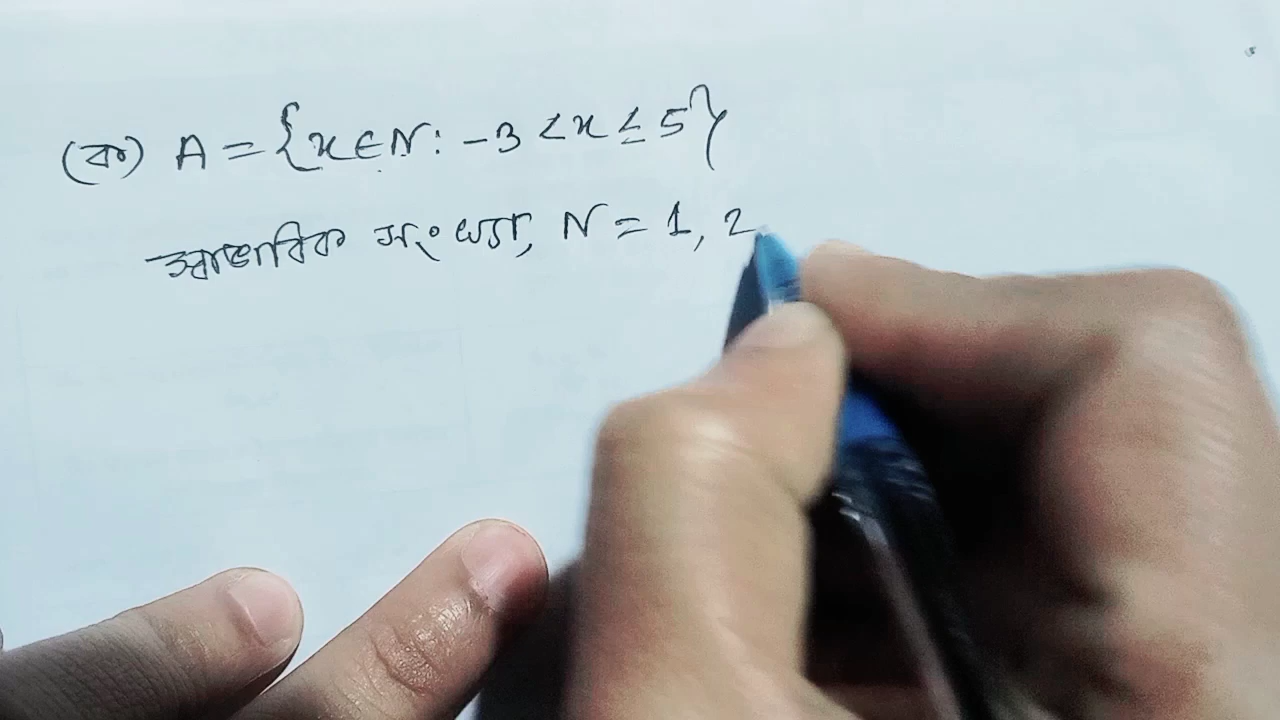 (ক) A = {x∈N: -3 <x ≤ 5}
স্বাভাবিক সংখ্যা, N = 1, 2